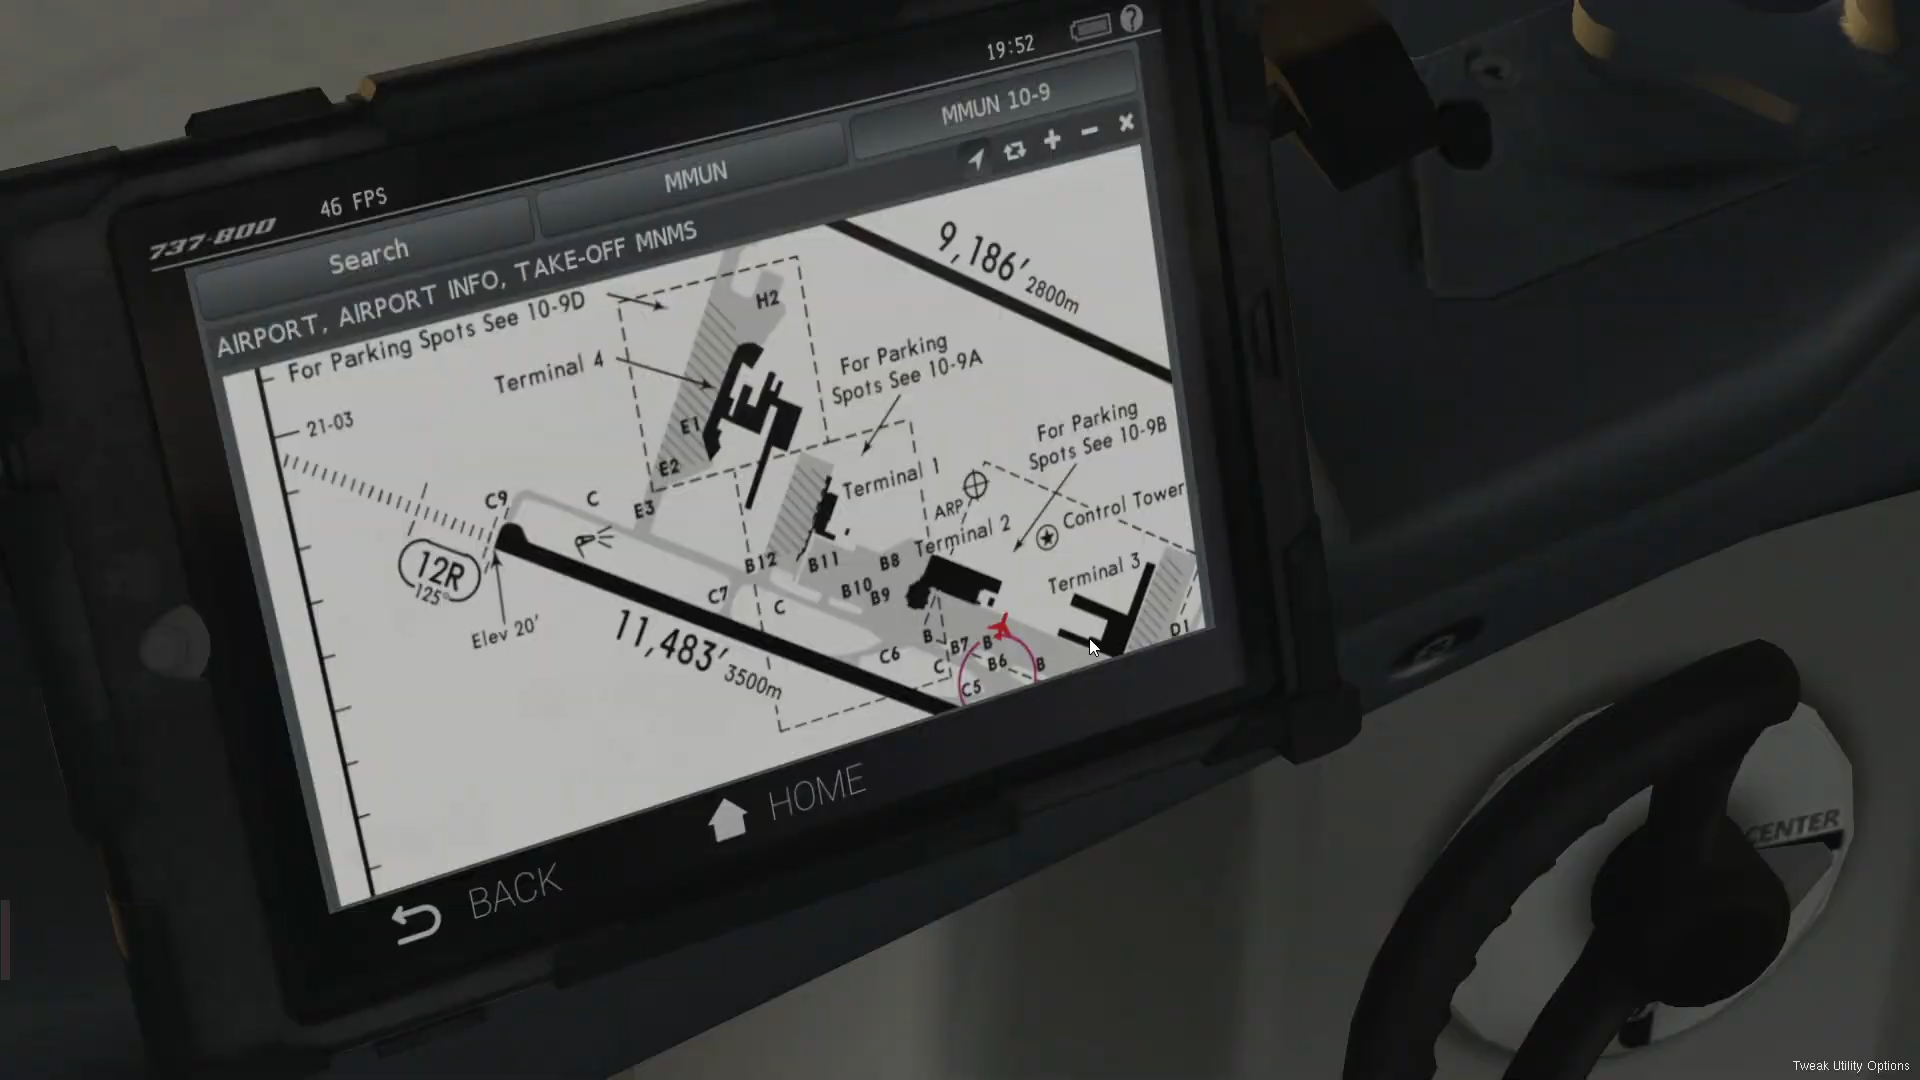 19:52
?
737-800
46 FPS
Search
MMUN
MMUN 10-9
AIRPORT, AIRPORT INFO, TAKE-OFF MNMS
For Parking Spots See 10-9D
H2
9,186′ 2800m
Terminal 4
For Parking
Spots See 10-9A
21-03
E1
For Parking
Spots See 10-9B
E2
C9
C
E3
Terminal 1
ARP
Control Tower
Terminal 2
12R
125°
B12
B11
B8
B10
B9
Terminal 3
C7
C
Elev 20′
11,483′ 3500m
B
B7
B
D1
C6
C
B6
B
C5
HOME
BACK
CENTER
Tweak Utility Options